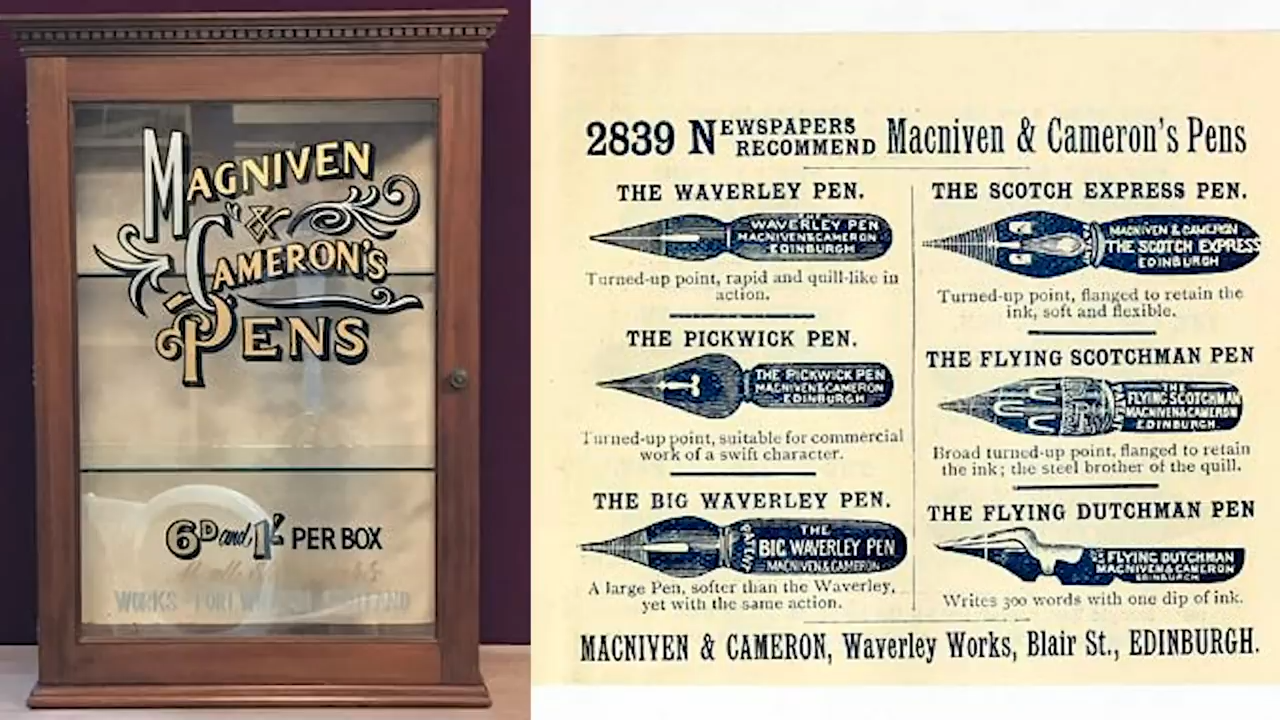 MAGNIVEN
&
CAMERON'S
PENS
6D and 1/- PER BOX
WORKS
2839 NEWSPAPERS RECOMMEND Macniven & Cameron's Pens
THE WAVERLEY PEN.
THE
WAVERLEY PEN
MACNIVEN & CAMERON
EDINBURGH
Turned-up point, rapid and quill-like in
action.
THE PICKWICK PEN.
THE PICKWICK PEN
MACNIVEN & CAMERON
EDINBURGH
Turned-up point, suitable for commercial
work of a swift character.
THE BIG WAVERLEY PEN.
PATENT
THE
BIG WAVERLEY PEN
MACNIVEN & CAMERON
A large Pen, softer than the Waverley,
yet with the same action.
THE SCOTCH EXPRESS PEN.
MACNIVEN & CAMERON
THE SCOTCH EXPRESS
EDINBURGH
Turned-up point, flanged to retain the
ink, soft and flexible.
THE FLYING SCOTCHMAN PEN
PATENT
THE
FLYING SCOTCHMAN
MACNIVEN & CAMERON
EDINBURGH.
Broad turned-up point, flanged to retain
the ink; the steel brother of the quill.
THE FLYING DUTCHMAN PEN
FLYING DUTCHMAN
MACNIVEN & CAMERON
EDINBURGH
Writes 300 words with one dip of ink.
MACNIVEN & CAMERON, Waverley Works, Blair St., EDINBURGH.